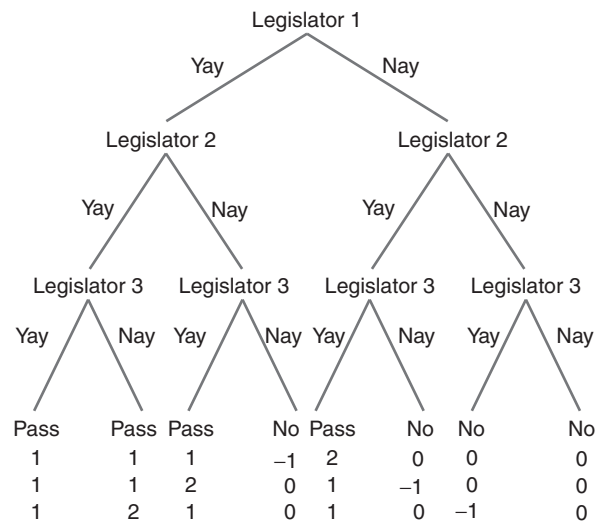 Legislator 1
Yay Nay
Legislator 2 Legislator 2
Yay Nay Yay Nay
Legislator 3 Legislator 3 Legislator 3 Legislator 3
Yay Nay Yay Nay Yay Nay Yay Nay
Pass Pass Pass No Pass No No No
1 1 1 −1 2 0 0 0
1 1 2 0 1 −1 0 0
1 2 1 0 1 0 −1 0